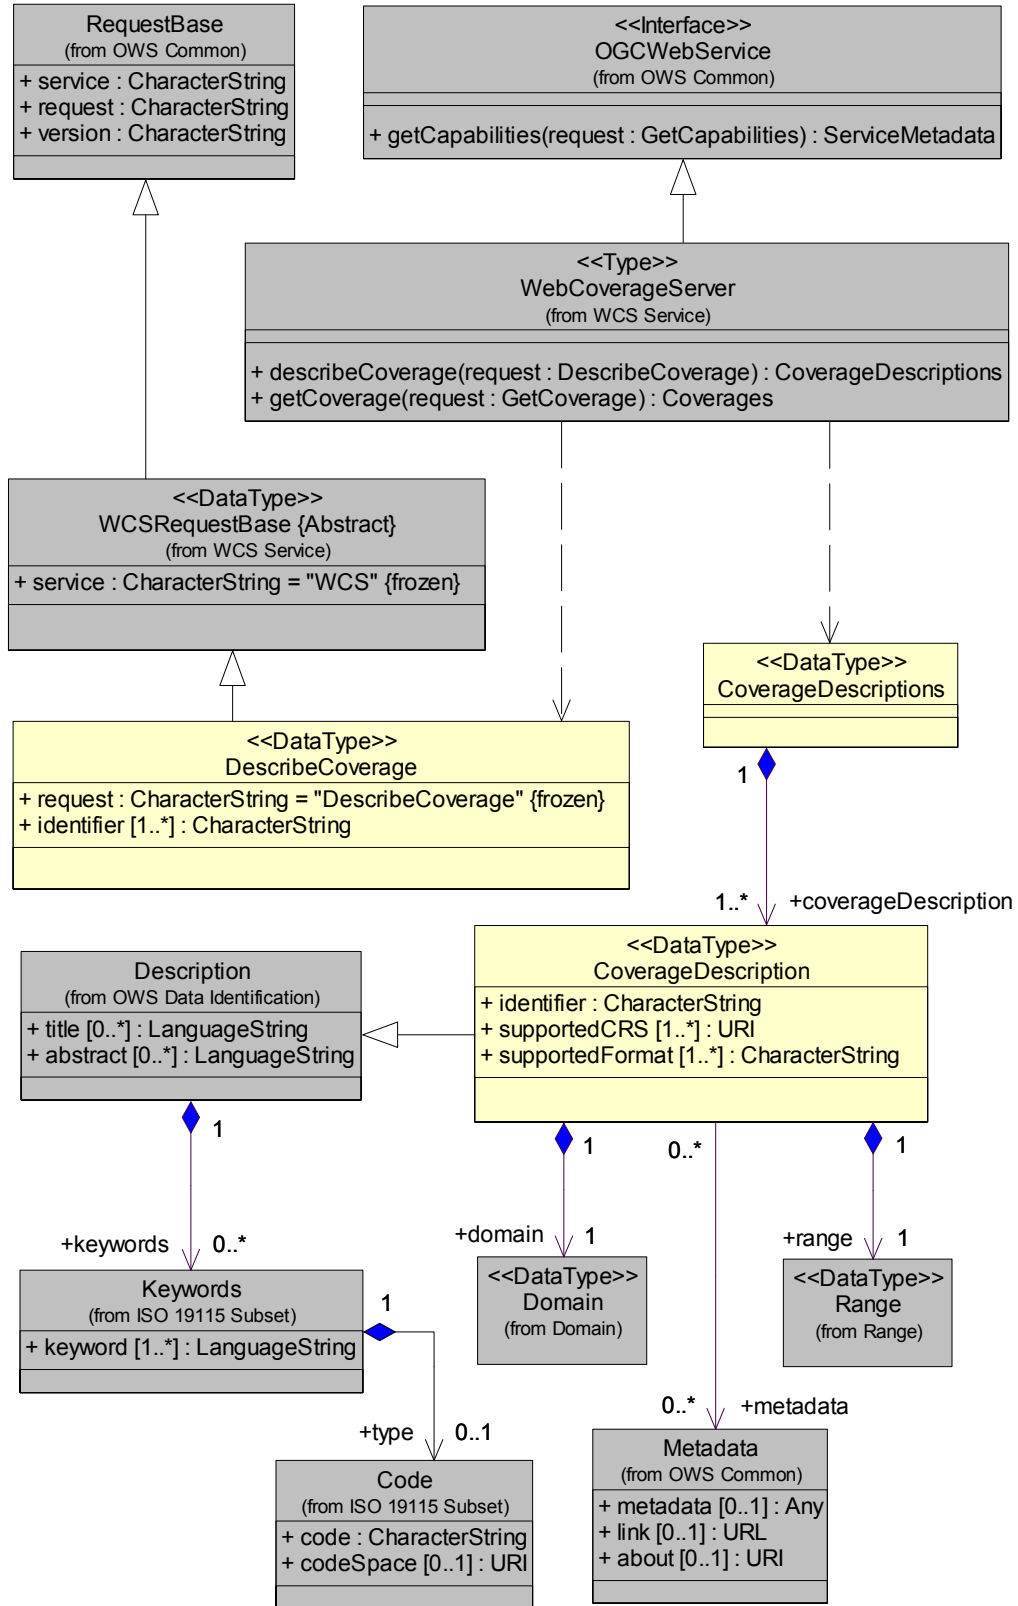 RequestBase
(from OWS Common)
+ service : CharacterString
+ request : CharacterString
+ version : CharacterString
<<Interface>>
OGCWebService
(from OWS Common)
+ getCapabilities(request : GetCapabilities) : ServiceMetadata
<<Type>>
WebCoverageServer
(from WCS Service)
+ describeCoverage(request : DescribeCoverage) : CoverageDescriptions
+ getCoverage(request : GetCoverage) : Coverages
<<DataType>>
WCSRequestBase {Abstract}
(from WCS Service)
+ service : CharacterString = "WCS" {frozen}
<<DataType>>
CoverageDescriptions
<<DataType>>
DescribeCoverage
+ request : CharacterString = "DescribeCoverage" {frozen}
+ identifier [1..*] : CharacterString
1
1..*
+coverageDescription
<<DataType>>
CoverageDescription
+ identifier : CharacterString
+ supportedCRS [1..*] : URI
+ supportedFormat [1..*] : CharacterString
Description
(from OWS Data Identification)
+ title [0..*] : LanguageString
+ abstract [0..*] : LanguageString
1
1
0..*
1
+keywords
0..*
+domain
1
+range
1
Keywords
(from ISO 19115 Subset)
+ keyword [1..*] : LanguageString
1
<<DataType>>
Domain
(from Domain)
<<DataType>>
Range
(from Range)
+type
0..1
0..*
+metadata
Code
(from ISO 19115 Subset)
+ code : CharacterString
+ codeSpace [0..1] : URI
Metadata
(from OWS Common)
+ metadata [0..1] : Any
+ link [0..1] : URL
+ about [0..1] : URI